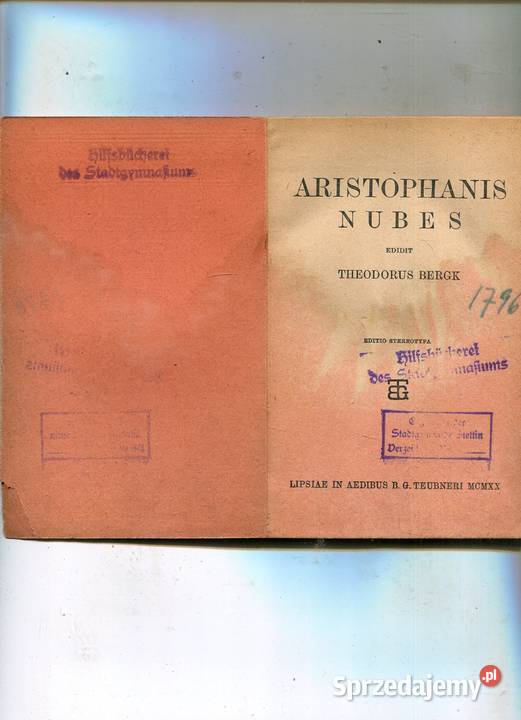 Hilfsbücherei
des Stadtgymnasiums
ARISTOPHANIS
NUBES
EDIDIT
THEODORUS BERGK
1796
EDITIO STEREOTYPA
Hilfsbücherei
des Stadtgymnasiums
der
Stettin
LIPSIAE IN AEDIBUS B. G. TEUBNERI MCMXX
Sprzedajemy.pl